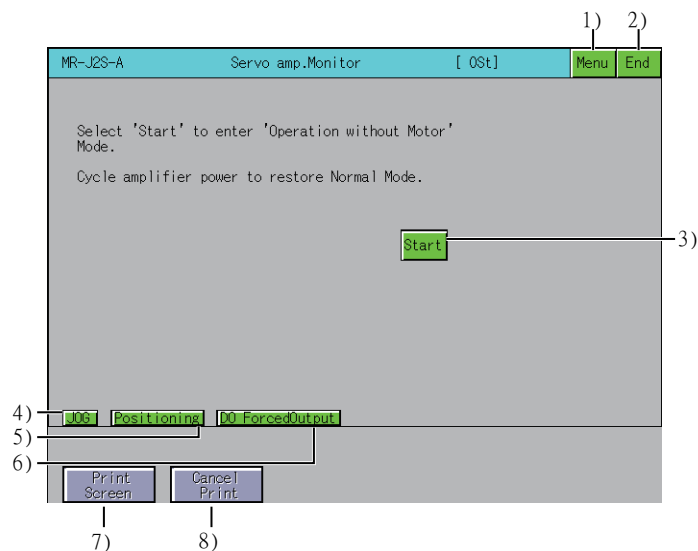 1) 2)
MR-J2S-A Servo amp.Monitor [ OSt] Menu End
Select 'Start' to enter 'Operation without Motor'
Mode.
Cycle amplifier power to restore Normal Mode.
Start 3)
4) JOG Positioning DO ForcedOutput
5)
6)
Print
Screen
Cancel
Print
7) 8)